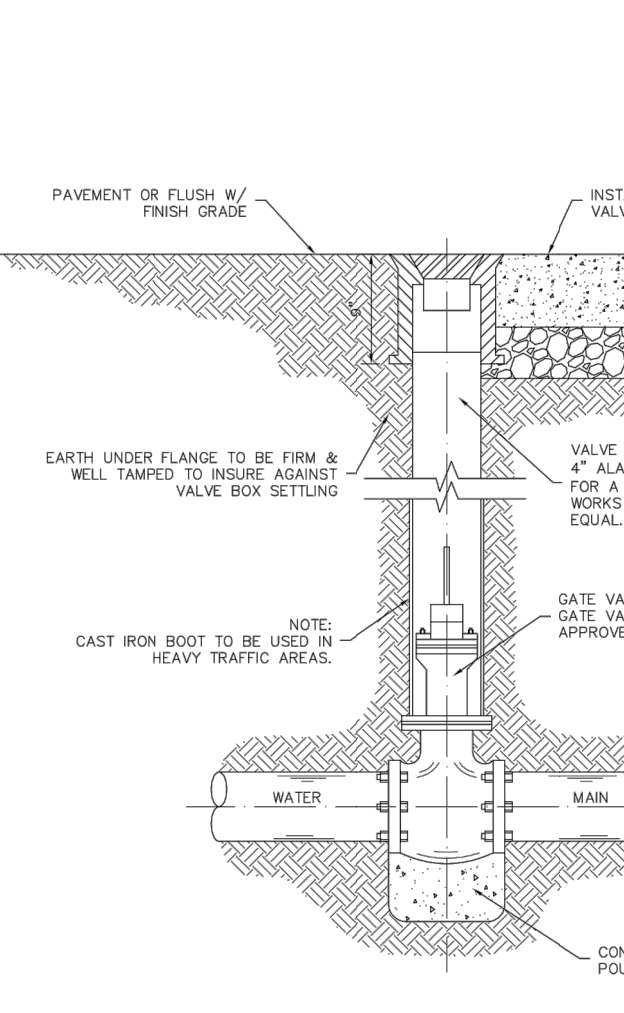 PAVEMENT OR FLUSH W/
FINISH GRADE
INST
VALV
6"
EARTH UNDER FLANGE TO BE FIRM &
WELL TAMPED TO INSURE AGAINST
VALVE BOX SETTLING
VALVE
4" ALA
FOR A
WORKS
EQUAL.
GATE VA
GATE VA
APPROVE
NOTE:
CAST IRON BOOT TO BE USED IN
HEAVY TRAFFIC AREAS.
WATER
MAIN
CON
POU